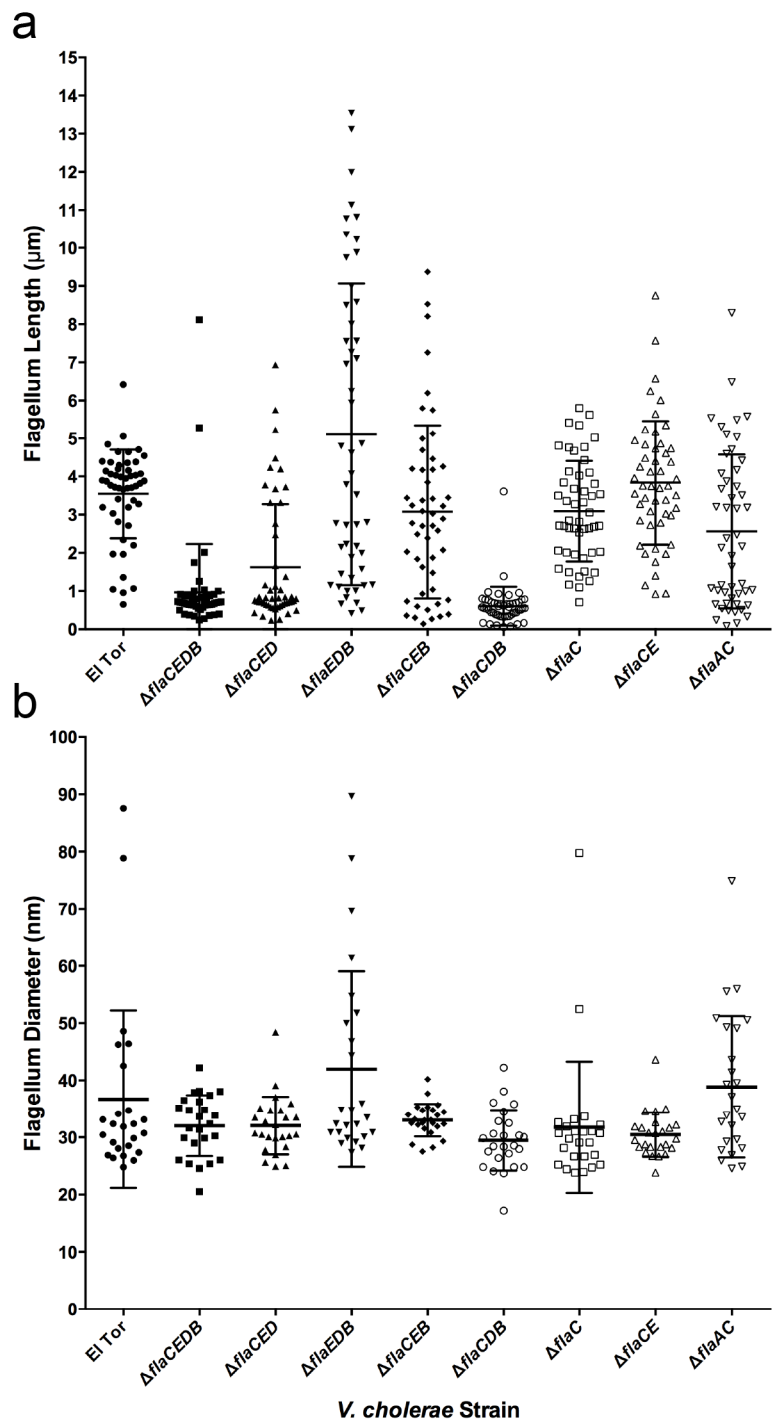 a
15
14
13
12
11
10
9
8
7
6
5
4
3
2
1
0
Flagellum Length (μm)
El Tor
ΔflaCEDB
ΔflaCED
ΔflaEDB
ΔflaCEB
ΔflaCDB
ΔflaC
ΔflaCE
ΔflaAC
b
100
90
80
70
60
50
40
30
20
10
0
Flagellum Diameter (nm)
El Tor
ΔflaCEDB
ΔflaCED
ΔflaEDB
ΔflaCEB
ΔflaCDB
ΔflaC
ΔflaCE
ΔflaAC
V. cholerae Strain